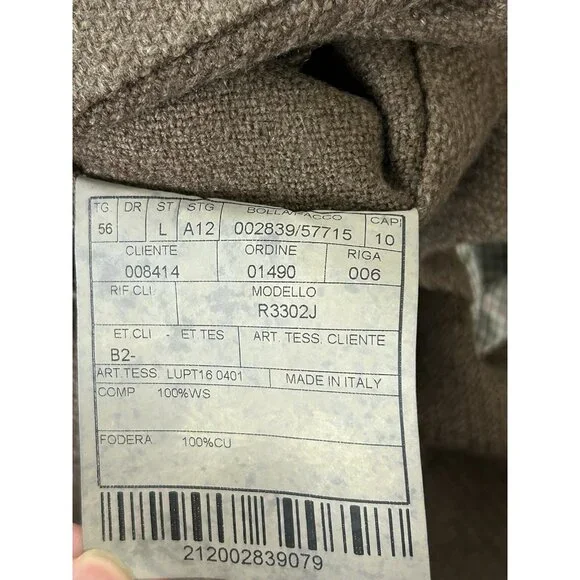 TG DR ST STG BOLLA/PACCO CAPI
56 L A12 002839/57715 10
CLIENTE ORDINE RIGA
008414 01490 006
RIF.CLI. MODELLO
R3302J
ET CLI - ET TES ART. TESS. CLIENTE
B2-
ART.TESS. LUPT16 0401 MADE IN ITALY
COMP 100%WS
FODERA 100%CU
212002839079